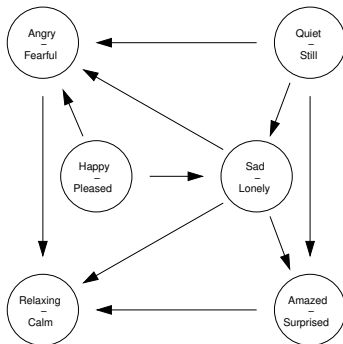 Angry
–
Fearful
Quiet
–
Still
Happy
–
Pleased
Sad
–
Lonely
Relaxing
–
Calm
Amazed
–
Surprised